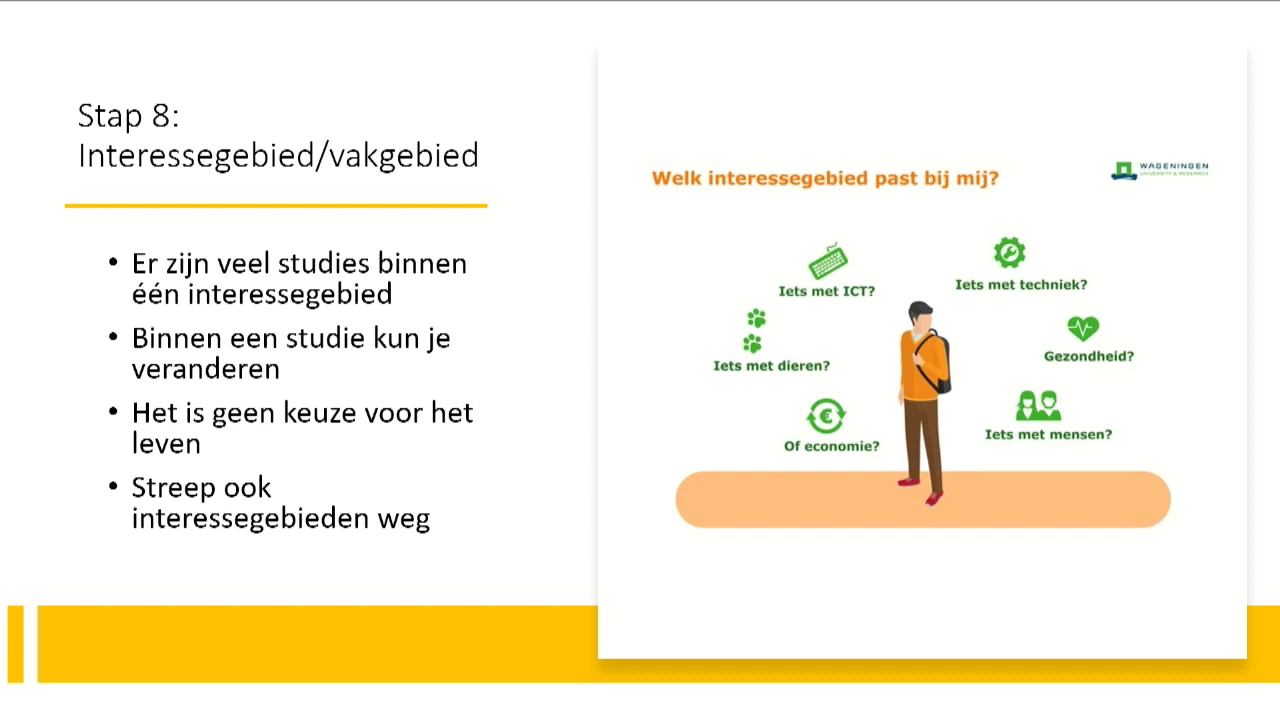 Stap 8:
Interessegebied/vakgebied
• Er zijn veel studies binnen
één interessegebied
• Binnen een studie kun je
veranderen
• Het is geen keuze voor het
leven
• Streep ook
interessegebieden weg
Welk interessegebied past bij mij?
WAGENINGEN
UNIVERSITY & RESEARCH
Iets met ICT?
Iets met techniek?
Iets met dieren?
Gezondheid?
Of economie?
Iets met mensen?